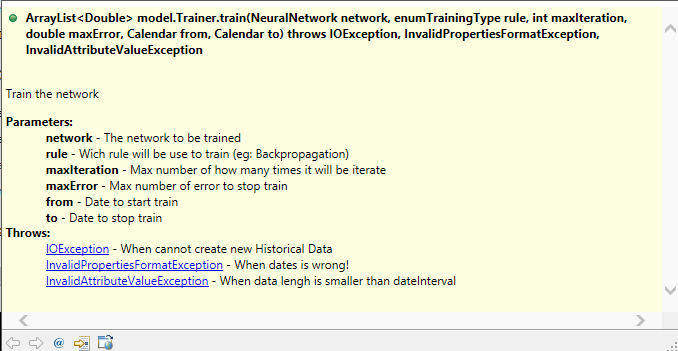 ArrayList<Double> model.Trainer.train(NeuralNetwork network, enumTrainingType rule, int maxIteration,
double maxError, Calendar from, Calendar to) throws IOException, InvalidPropertiesFormatException,
InvalidAttributeValueException
Train the network
Parameters:
network - The network to be trained
rule - Wich rule will be use to train (eg: Backpropagation)
maxIteration - Max number of how many times it will be iterate
maxError - Max number of error to stop train
from - Date to start train
to - Date to stop train
Throws:
IOException - When cannot create new Historical Data
InvalidPropertiesFormatException - When dates is wrong!
InvalidAttributeValueException - When data lengh is smaller than dateInterval